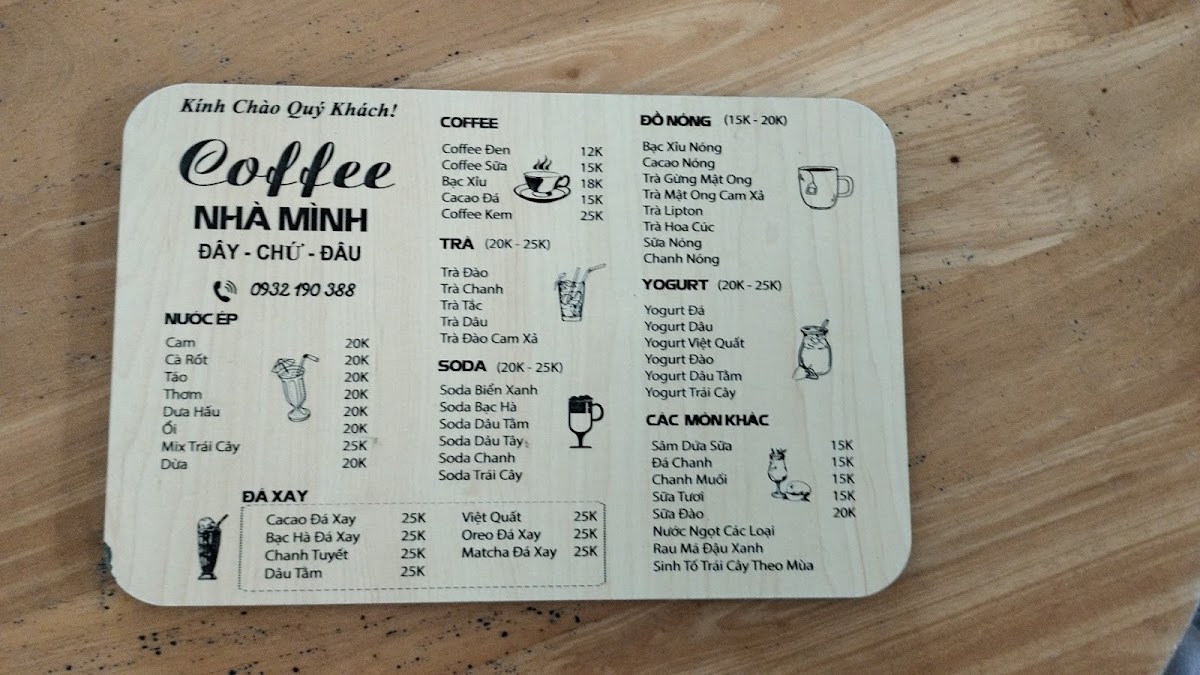 Kính Chào Quý Khách!
Coffee
NHÀ MÌNH
ĐÂY - CHỨ - ĐÂU
0932 190 388
NƯỚC ÉP
Cam 20K
Cà Rốt 20K
Táo 20K
Thơm 20K
Dưa Hấu 20K
Ổi 20K
Mix Trái Cây 25K
Dừa 20K
COFFEE
Coffee Đen 12K
Coffee Sữa 15K
Bạc Xỉu 18K
Cacao Đá 15K
Coffee Kem 25K
TRÀ (20K - 25K)
Trà Đào
Trà Chanh
Trà Tắc
Trà Dâu
Trà Đào Cam Xả
SODA (20K - 25K)
Soda Biển Xanh
Soda Bạc Hà
Soda Dâu Tằm
Soda Dâu Tây
Soda Chanh
Soda Trái Cây
ĐÁ XAY
Cacao Đá Xay 25K
Bạc Hà Đá Xay 25K
Chanh Tuyết 25K
Dâu Tằm 25K
Việt Quất 25K
Oreo Đá Xay 25K
Matcha Đá Xay 25K
ĐỒ NÓNG (15K - 20K)
Bạc Xỉu Nóng
Cacao Nóng
Trà Gừng Mật Ong
Trà Mật Ong Cam Xả
Trà Lipton
Trà Hoa Cúc
Sữa Nóng
Chanh Nóng
YOGURT (20K - 25K)
Yogurt Đá
Yogurt Dâu
Yogurt Việt Quất
Yogurt Đào
Yogurt Dâu Tằm
Yogurt Trái Cây
CÁC MÓN KHÁC
Sâm Dứa Sữa 15K
Đá Chanh 15K
Chanh Muối 15K
Sữa Tươi 15K
Sữa Đào 20K
Nước Ngọt Các Loại
Rau Má Đậu Xanh
Sinh Tố Trái Cây Theo Mùa